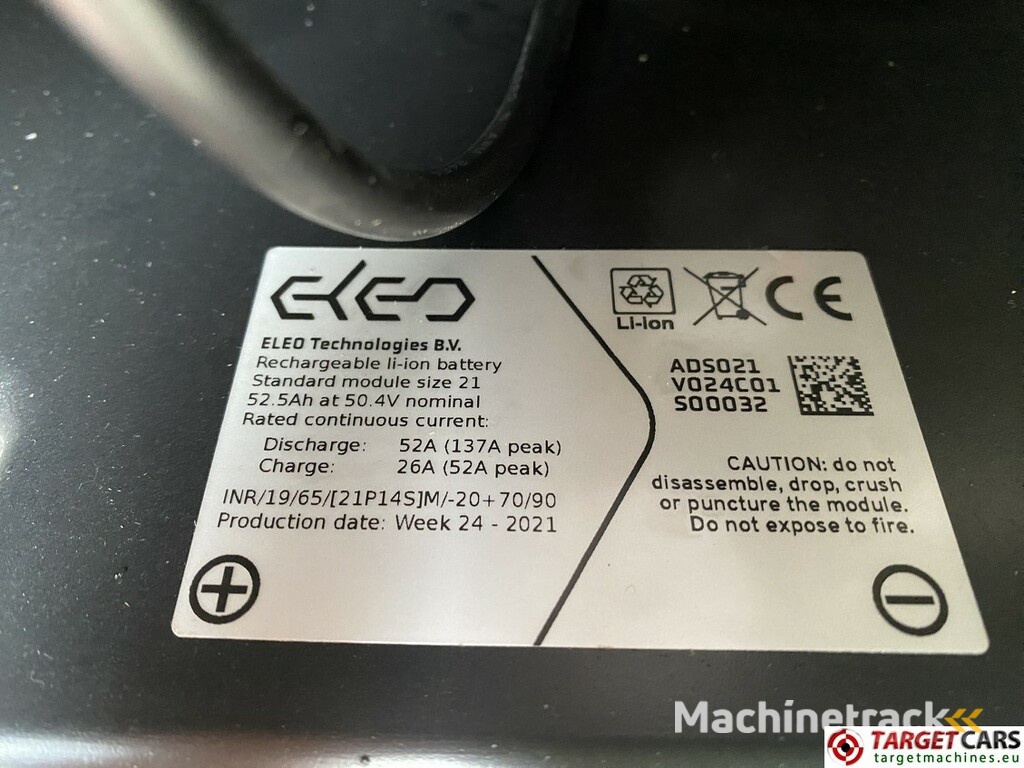 ELEO
ELEO Technologies B.V.
Rechargeable li-ion battery
Standard module size 21
52.5Ah at 50.4V nominal
Rated continuous current:
Discharge: 52A (137A peak)
Charge: 26A (52A peak)
INR/19/65/[21P14S]M/-20+70/90
Production date: Week 24 - 2021
Li-ion
CE
ADS021
V024C01
S00032
CAUTION: do not
disassemble, drop, crush
or puncture the module.
Do not expose to fire.
Machinetrack
TARGETCARS
targetmachines.eu